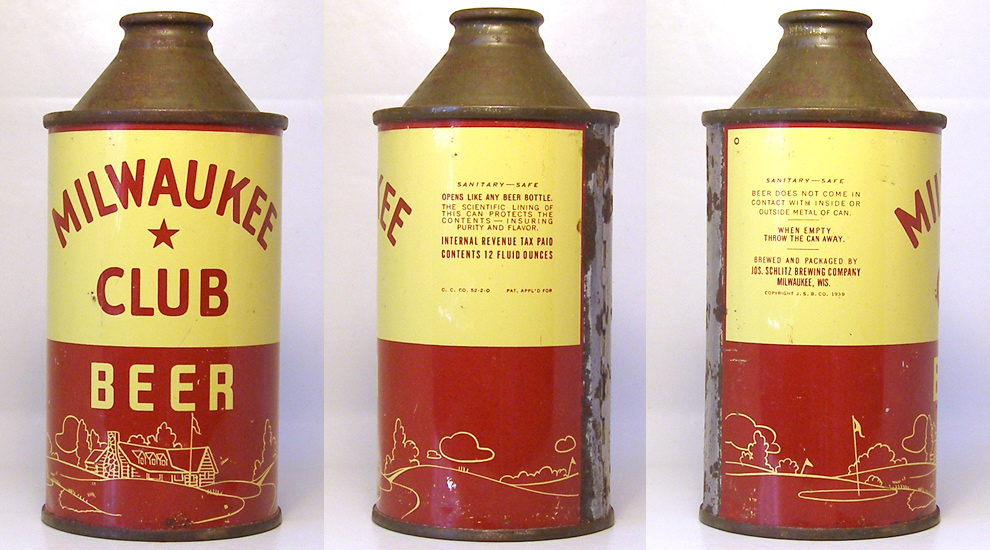 MILWAUKEE
CLUB
BEER
EE
SANITARY—SAFE
OPENS LIKE ANY BEER BOTTLE.
THE SCIENTIFIC LINING OF
THIS CAN PROTECTS THE
CONTENTS — INSURING
PURITY AND FLAVOR.
INTERNAL REVENUE TAX PAID
CONTENTS 12 FLUID OUNCES
C. C. CO. 52-2-O PAT. APPL'D FOR
O
SANITARY—SAFE
BEER DOES NOT COME IN
CONTACT WITH INSIDE OR
OUTSIDE METAL OF CAN.
WHEN EMPTY
THROW THE CAN AWAY.
BREWED AND PACKAGED BY
JOS. SCHLITZ BREWING COMPANY
MILWAUKEE, WIS.
COPYRIGHT J. S. B. CO. 1939
MI